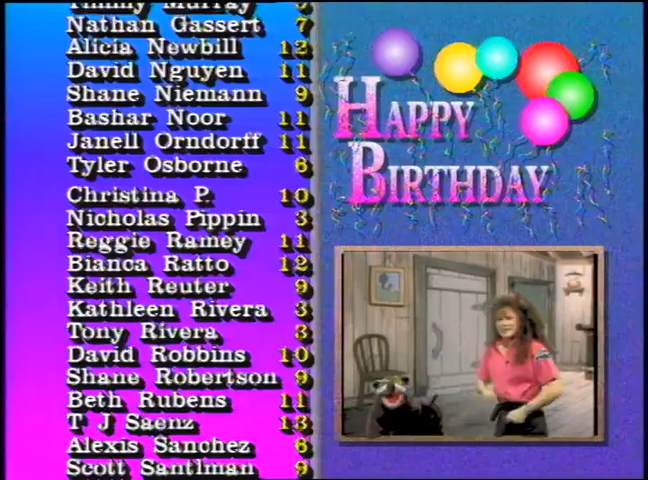 Timmy Murray 5
Nathan Gassert 7
Alicia Newbill 12
David Nguyen 11
Shane Niemann 9
Bashar Noor 11
Janell Orndorff 11
Tyler Osborne 6
Christina P. 10
Nicholas Pippin 3
Reggie Ramey 11
Bianca Ratto 12
Keith Reuter 9
Kathleen Rivera 3
Tony Rivera 3
David Robbins 10
Shane Robertson 9
Beth Rubens 11
T J Saenz 13
Alexis Sanchez 6
Scott Santlman 9
HAPPY
BIRTHDAY